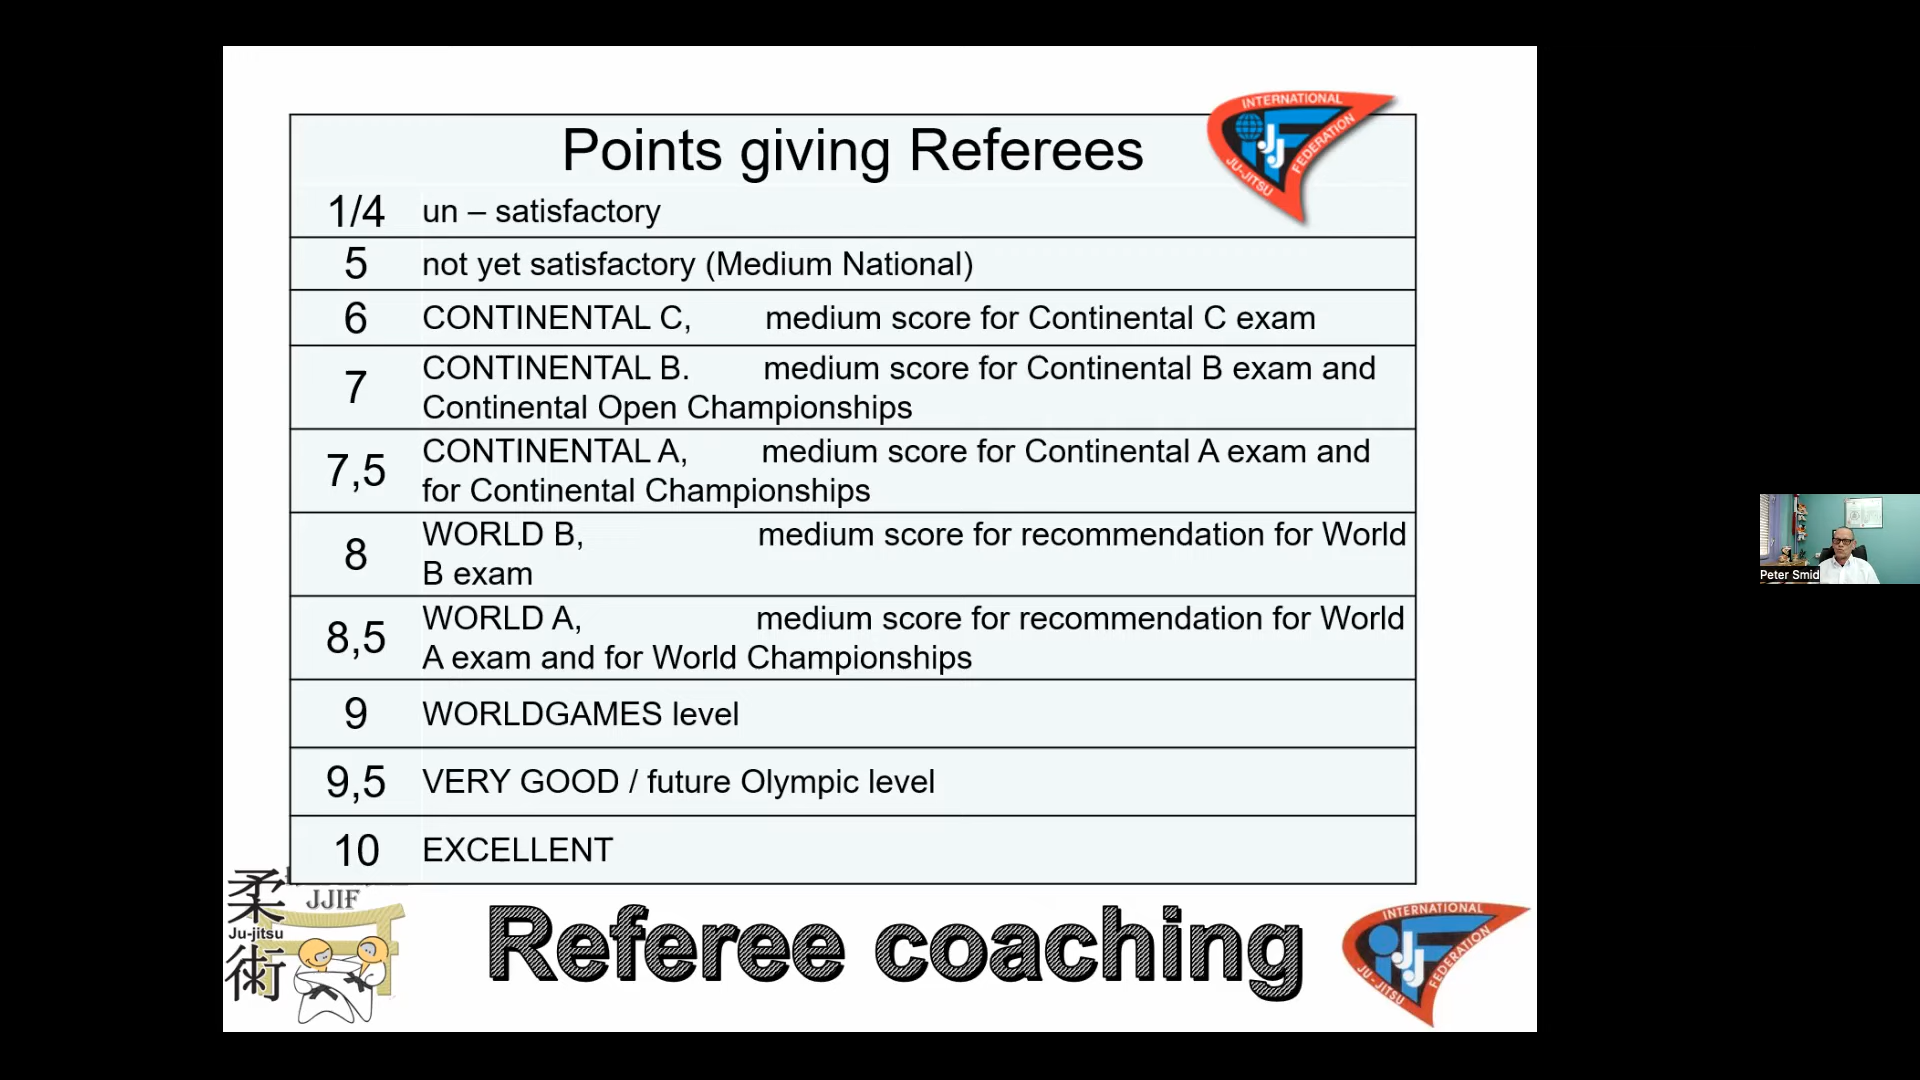 Points giving Referees
INTERNATIONAL
JU-JITSU
FEDERATION
JJ
1/4 un – satisfactory
5 not yet satisfactory (Medium National)
6 CONTINENTAL C, medium score for Continental C exam
7 CONTINENTAL B. medium score for Continental B exam and
Continental Open Championships
7,5 CONTINENTAL A, medium score for Continental A exam and
for Continental Championships
8 WORLD B, medium score for recommendation for World
B exam
8,5 WORLD A, medium score for recommendation for World
A exam and for World Championships
9 WORLDGAMES level
9,5 VERY GOOD / future Olympic level
10 EXCELLENT
柔
JJIF
Ju-jitsu
術
Referee coaching
INTERNATIONAL
JU-JITSU
FEDERATION
JJ
Peter Smid